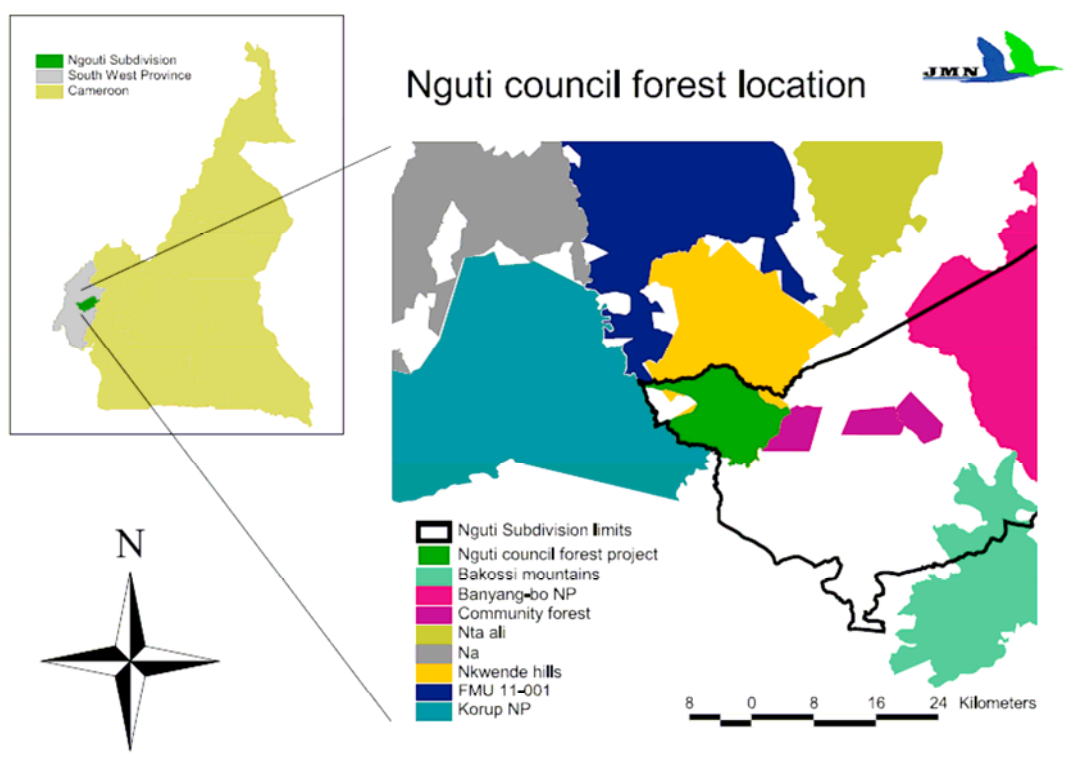 Ngouti Subdivision
South West Province
Cameroon
JMN
Nguti council forest location
N
Nguti Subdivision limits
Nguti council forest project
Bakossi mountains
Banyang-bo NP
Community forest
Nta ali
Na
Nkwende hills
FMU 11-001
Korup NP
8 0 8 16 24 Kilometers